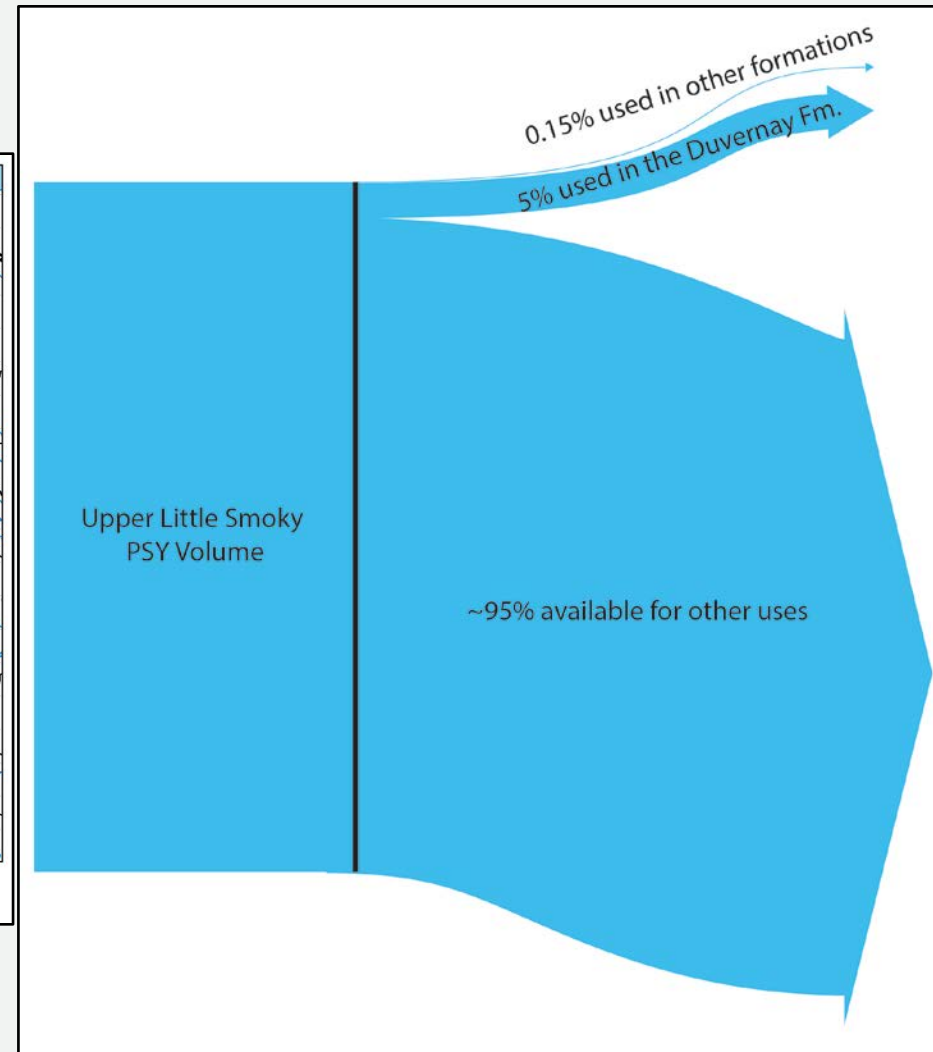 0.15% used in other formations
5% used in the Duvernay Fm.
Upper Little Smoky
PSY Volume
~95% available for other uses